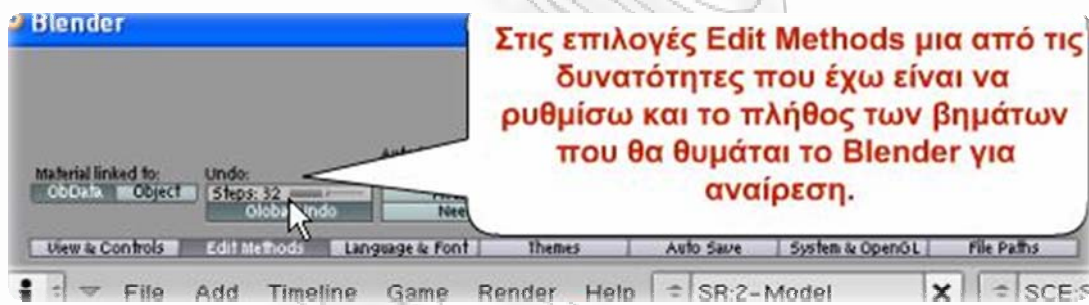 Blender
Στις επιλογές Edit Methods μια από τις
δυνατότητες που έχω είναι να
ρυθμίσω και το πλήθος των βημάτων
που θα θυμάται το Blender για
αναίρεση.
Material linked to:
ObData Object
Undo:
Steps: 32
Global Undo
View & Controls Edit Methods Language & Font Themes Auto Save System & OpenGL File Paths
File Add Timeline Game Render Help SR:2-Model X SCE: